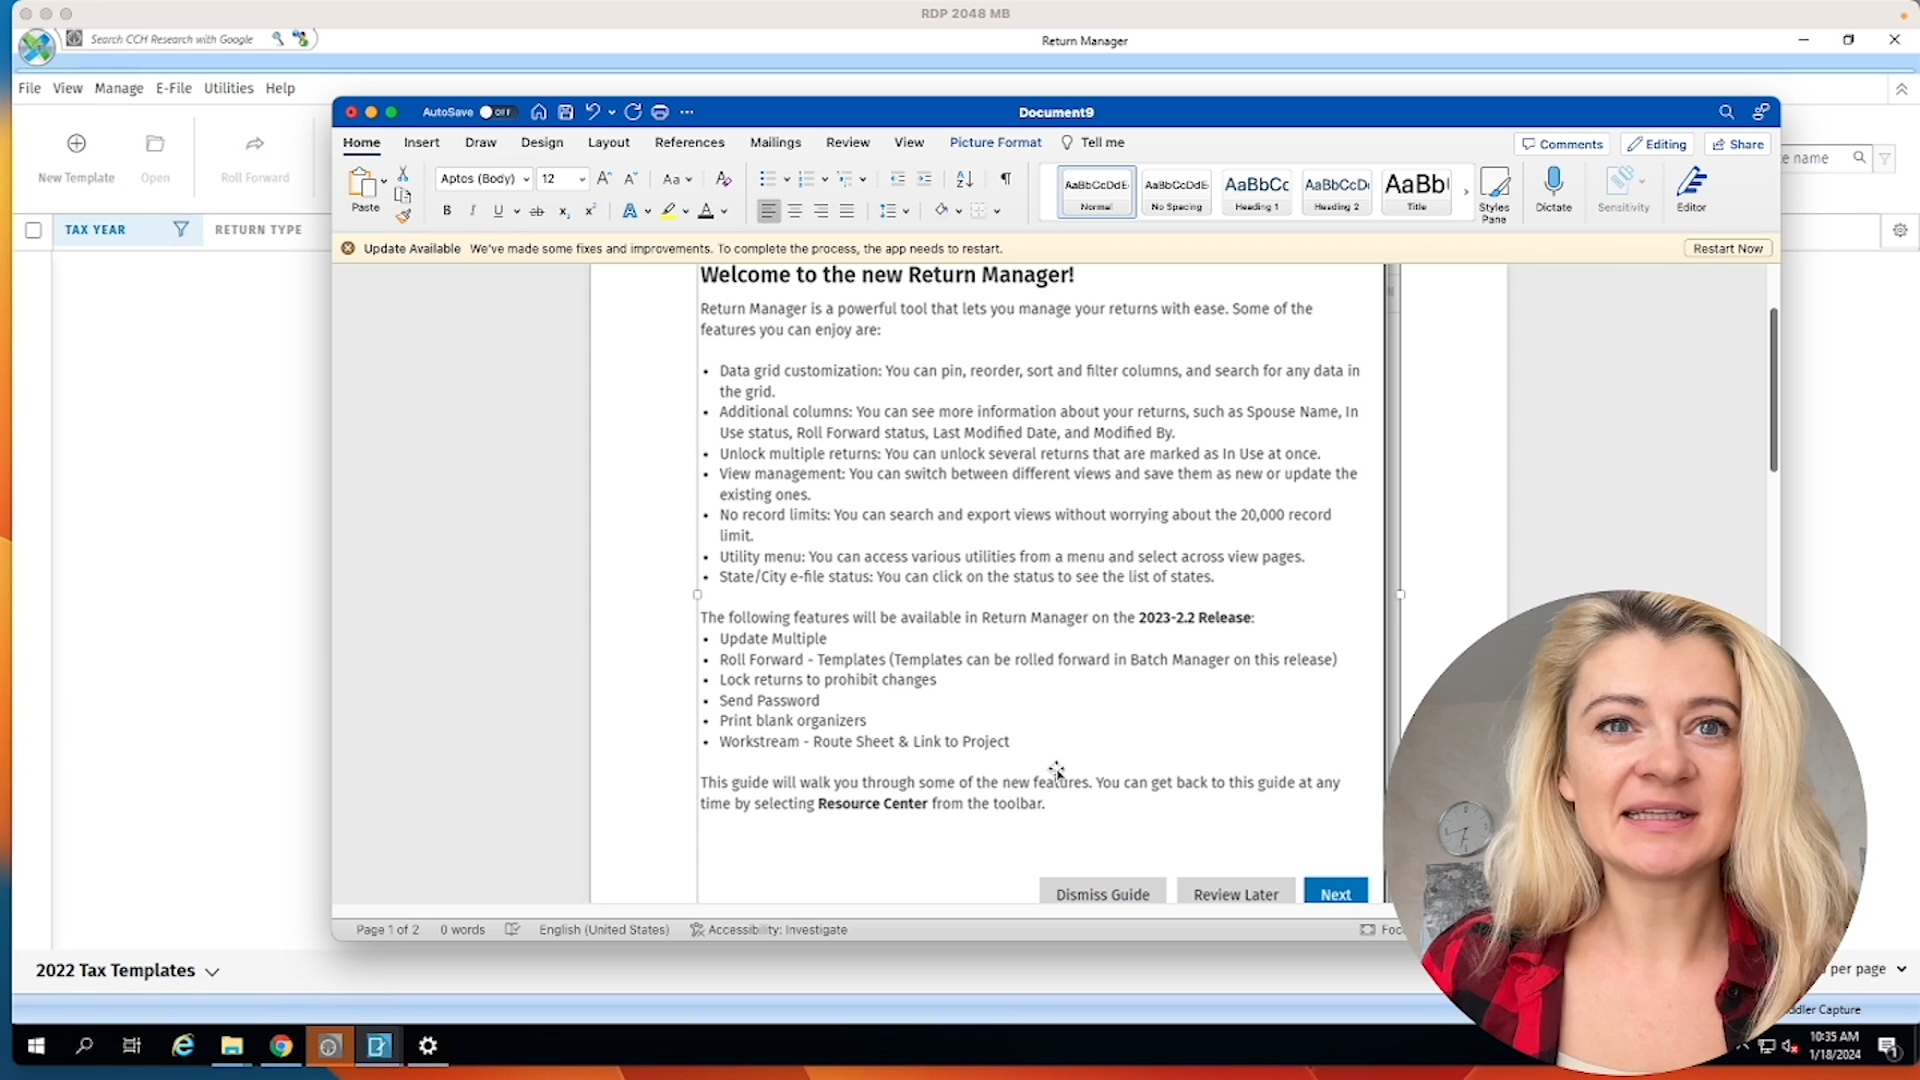 RDP 2048 MB
Search CCH Research with Google
Return Manager
File View Manage E-File Utilities Help
AutoSave OFF
Document9
Home Insert Draw Design Layout References Mailings Review View Picture Format Tell me
Comments Editing Share
e name
New Template Open Roll Forward
Paste
Aptos (Body) 12
AaBbCcDdE AaBbCcDdE AaBbCc AaBbCcD AaBb
Normal No Spacing Heading 1 Heading 2 Title
Styles Pane
Dictate
Sensitivity
Editor
TAX YEAR RETURN TYPE
Update Available We've made some fixes and improvements. To complete the process, the app needs to restart.
Restart Now
Welcome to the new Return Manager!
Return Manager is a powerful tool that lets you manage your returns with ease. Some of the
features you can enjoy are:
• Data grid customization: You can pin, reorder, sort and filter columns, and search for any data in
the grid.
• Additional columns: You can see more information about your returns, such as Spouse Name, In
Use status, Roll Forward status, Last Modified Date, and Modified By.
• Unlock multiple returns: You can unlock several returns that are marked as In Use at once.
• View management: You can switch between different views and save them as new or update the
existing ones.
• No record limits: You can search and export views without worrying about the 20,000 record
limit.
• Utility menu: You can access various utilities from a menu and select across view pages.
• State/City e-file status: You can click on the status to see the list of states.
The following features will be available in Return Manager on the 2023-2.2 Release:
• Update Multiple
• Roll Forward - Templates (Templates can be rolled forward in Batch Manager on this release)
• Lock returns to prohibit changes
• Send Password
• Print blank organizers
• Workstream - Route Sheet & Link to Project
This guide will walk you through some of the new features. You can get back to this guide at any
time by selecting Resource Center from the toolbar.
Dismiss Guide Review Later Next
Page 1 of 2 0 words English (United States) Accessibility: Investigate Foc
2022 Tax Templates
per page
ddler Capture
10:35 AM
1/18/2024